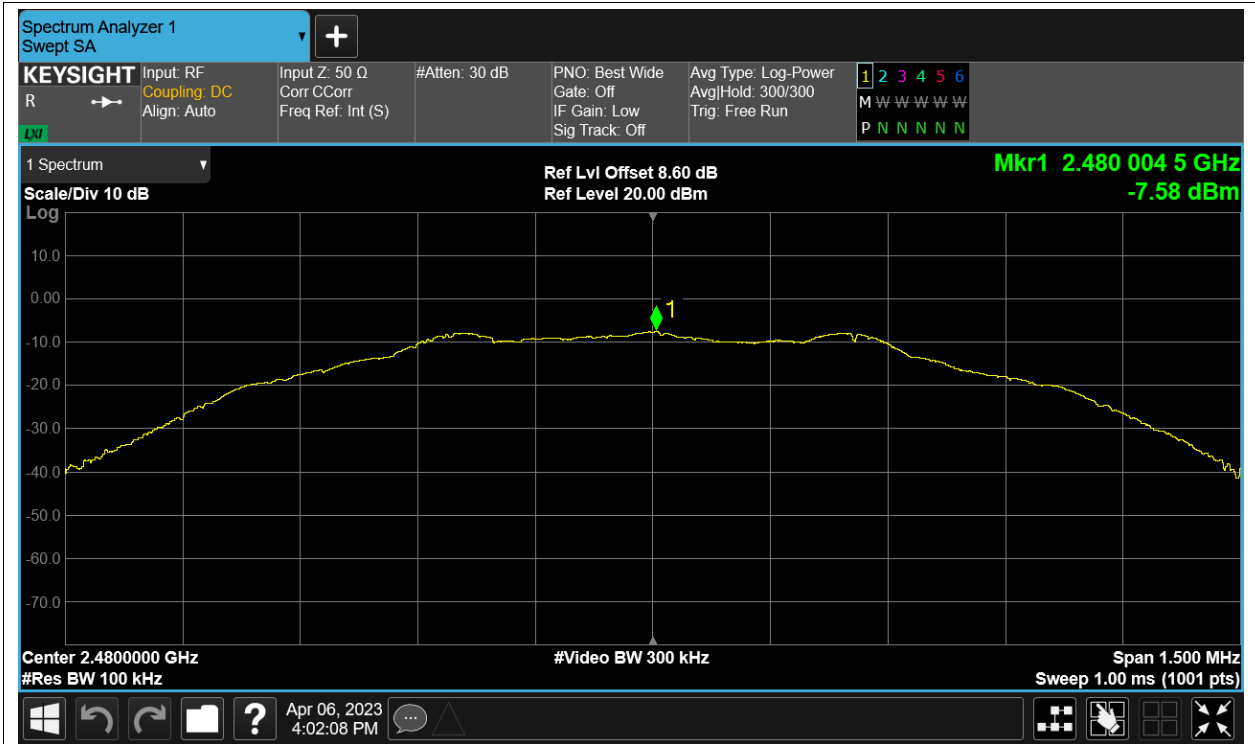 Spectrum Analyzer 1
Swept SA
+
KEYSIGHT
R
LXI
Input: RF
Coupling: DC
Align: Auto
Input Z: 50 Ω
Corr CCorr
Freq Ref: Int (S)
#Atten: 30 dB
PNO: Best Wide
Gate: Off
IF Gain: Low
Sig Track: Off
Avg Type: Log-Power
Avg|Hold: 300/300
Trig: Free Run
1 2 3 4 5 6
M W W W W W
P N N N N N
1 Spectrum
Scale/Div 10 dB
Log
Ref Lvl Offset 8.60 dB
Ref Level 20.00 dBm
Mkr1 2.480 004 5 GHz
-7.58 dBm
10.0
0.00
-10.0
-20.0
-30.0
-40.0
-50.0
-60.0
-70.0
1
Center 2.4800000 GHz
#Res BW 100 kHz
#Video BW 300 kHz
Span 1.500 MHz
Sweep 1.00 ms (1001 pts)
?
Apr 06, 2023
4:02:08 PM